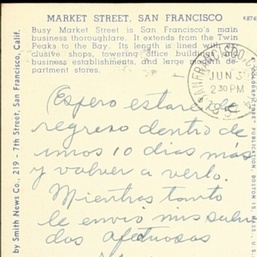 MARKET STREET, SAN FRANCISCO
Busy Market Street is San Francisco's main
business thoroughfare. It extends from the Twin
Peaks to the Bay. Its length is lined with
clusive shops, towering office buildings,
business establishments, and large modern de-
partment stores.
JUN 3
2 30 PM
Espero estar de
regreso dentro de
unos 10 dias más
y volver a verlo.
Mientras tanto
le envio mis salu
dos afectuosos
by Smith News Co., 219 - 7th Street, San Francisco, Calif.